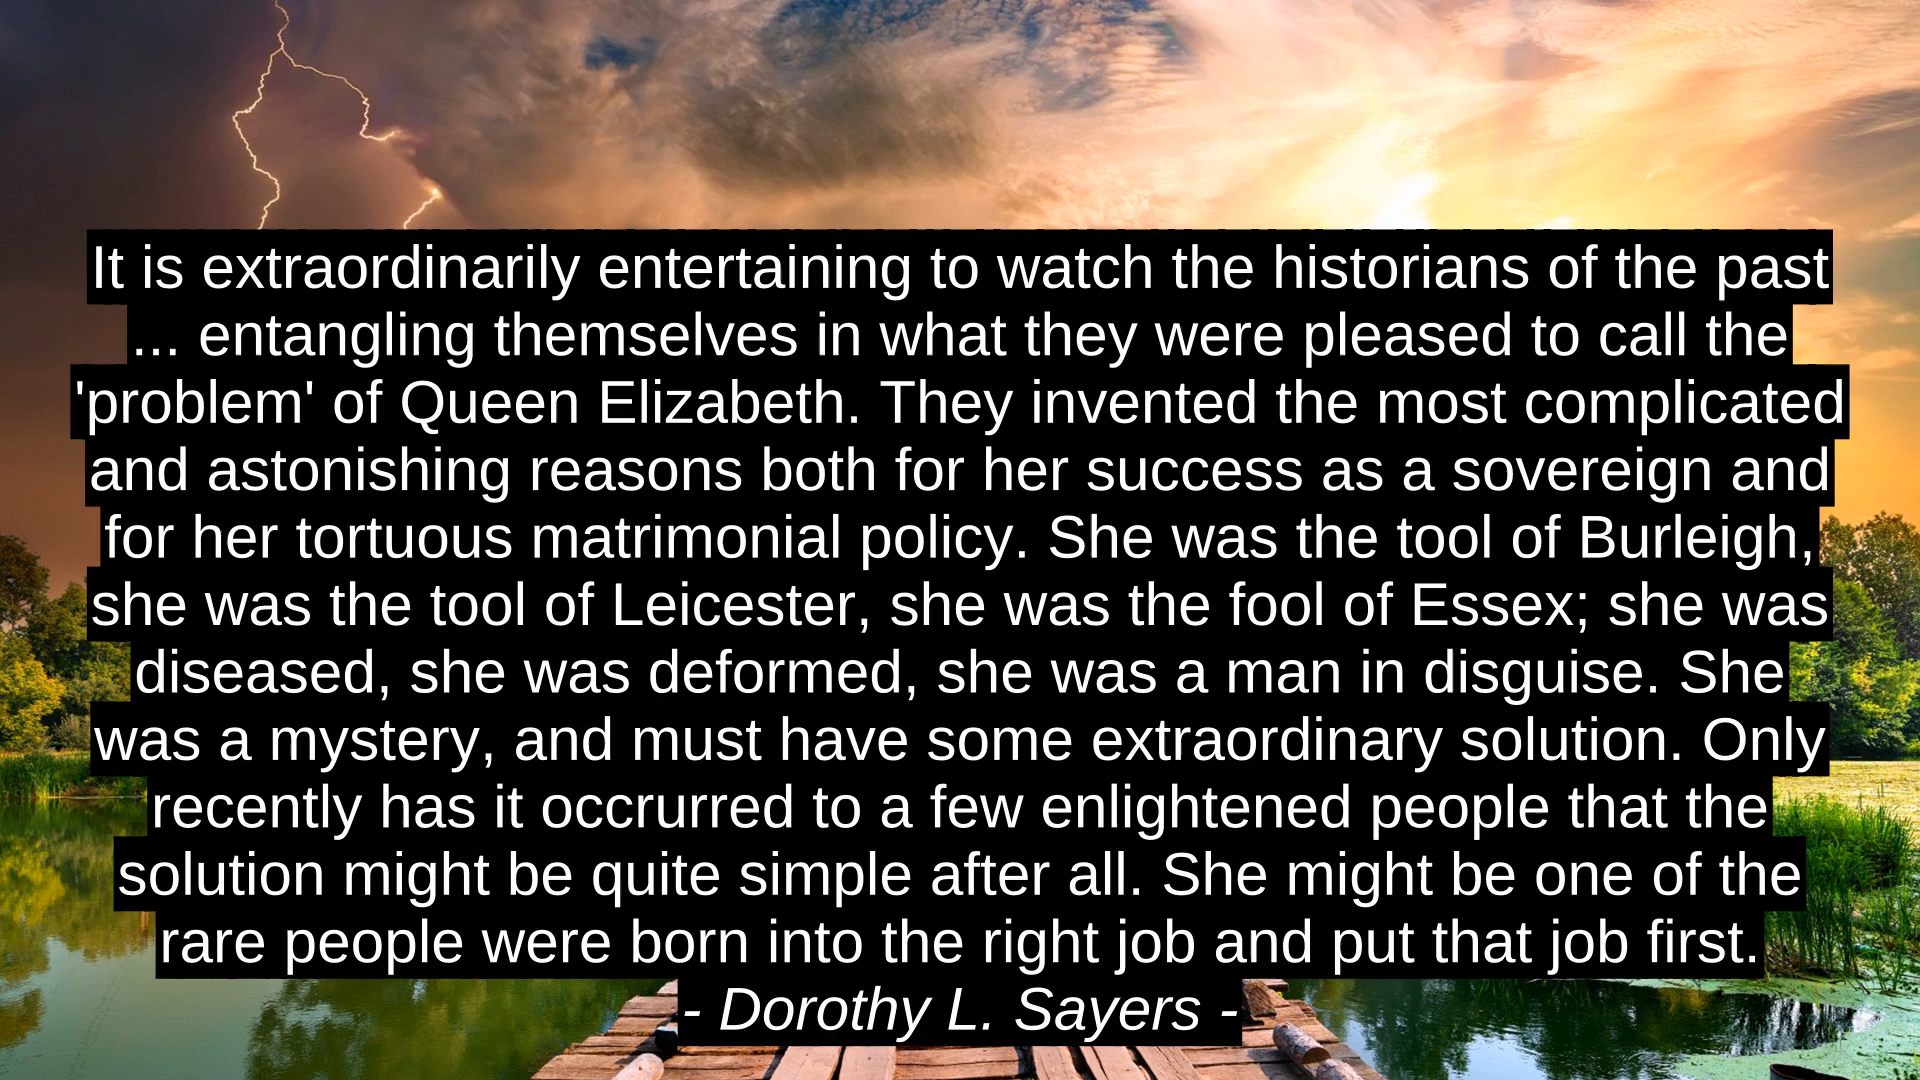 It is extraordinarily entertaining to watch the historians of the past
... entangling themselves in what they were pleased to call the
'problem' of Queen Elizabeth. They invented the most complicated
and astonishing reasons both for her success as a sovereign and
for her tortuous matrimonial policy. She was the tool of Burleigh,
she was the tool of Leicester, she was the fool of Essex; she was
diseased, she was deformed, she was a man in disguise. She
was a mystery, and must have some extraordinary solution. Only
recently has it occrurred to a few enlightened people that the
solution might be quite simple after all. She might be one of the
rare people were born into the right job and put that job first.
- Dorothy L. Sayers -